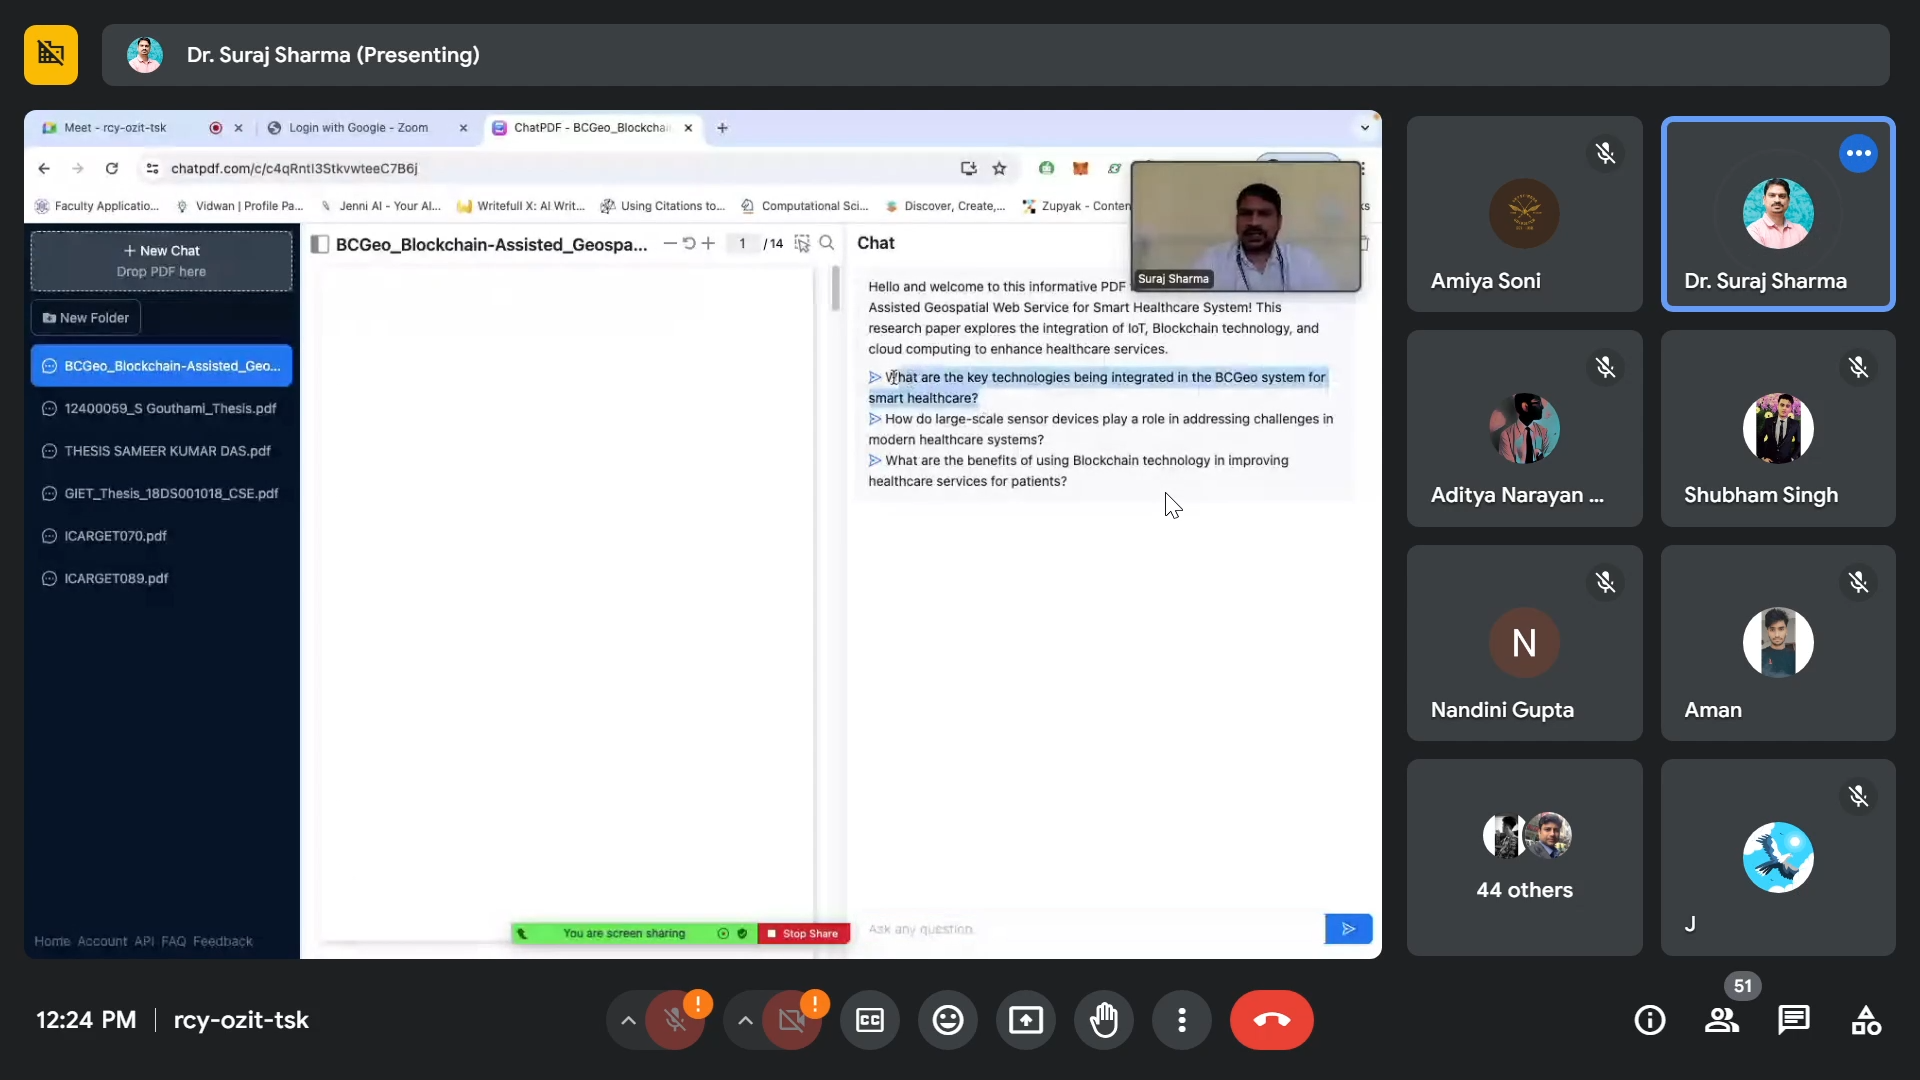 Dr. Suraj Sharma (Presenting)
Meet - rcy-ozit-tsk
Login with Google - Zoom
ChatPDF - BCGeo_Blockchai
chatpdf.com/c/c4qRntI3StkvwteeC7B6j
Faculty Applicatio...
Vidwan | Profile Pa...
Jenni AI - Your AI...
Writefull X: AI Writ...
Using Citations to...
Computational Sci...
Discover, Create,...
Zupyak - Conten
ks
+ New Chat
Drop PDF here
New Folder
BCGeo_Blockchain-Assisted_Geo...
12400059_S Gouthami_Thesis.pdf
THESIS SAMEER KUMAR DAS.pdf
GIET_Thesis_18DS001018_CSE.pdf
ICARGET070.pdf
ICARGET089.pdf
Home Account API FAQ Feedback
BCGeo_Blockchain-Assisted_Geospa...
1 / 14
Chat
Hello and welcome to this informative PDF
Assisted Geospatial Web Service for Smart Healthcare System! This
research paper explores the integration of IoT, Blockchain technology, and
cloud computing to enhance healthcare services.
What are the key technologies being integrated in the BCGeo system for
smart healthcare?
How do large-scale sensor devices play a role in addressing challenges in
modern healthcare systems?
What are the benefits of using Blockchain technology in improving
healthcare services for patients?
Suraj Sharma
You are screen sharing
Stop Share
Ask any question.
Amiya Soni
Dr. Suraj Sharma
Aditya Narayan ...
Shubham Singh
N
Nandini Gupta
Aman
44 others
J
12:24 PM
rcy-ozit-tsk
CC
51